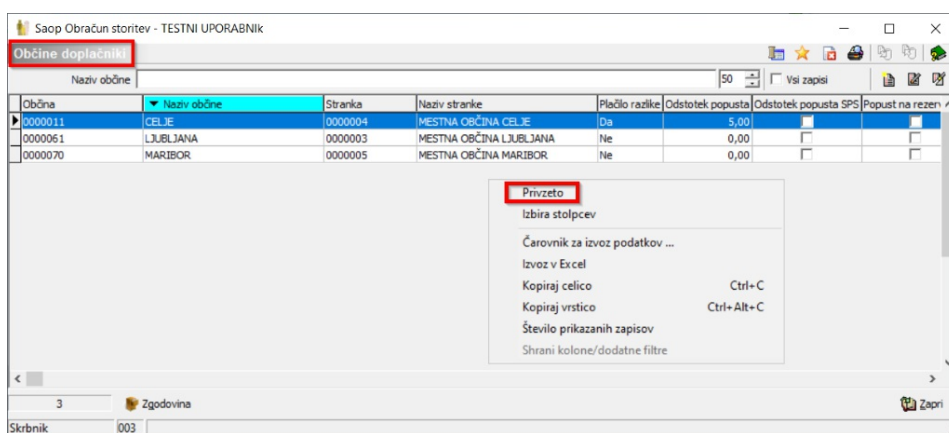 Saop Obračun storitev - TESTNI UPORABNIk
Občine doplačniki
Naziv občine 50 Vsi zapisi
Občina Naziv občine Stranka Naziv stranke Plačilo razlike Odstotek popusta Odstotek popusta SPS Popust na rezerv
0000011 CELJE 0000004 MESTNA OBČINA CELJE Da 5,00
0000061 LJUBLJANA 0000003 MESTNA OBČINA LJUBLJANA Ne 0,00
0000070 MARIBOR 0000005 MESTNA OBČINA MARIBOR Ne 0,00
Privzeto
Izbira stolpcev
Čarovnik za izvoz podatkov ...
Izvoz v Excel
Kopiraj celico Ctrl+C
Kopiraj vrstico Ctrl+Alt+C
Število prikazanih zapisov
Shrani kolone/dodatne filtre
3 Zgodovina Zapri
Skrbnik 003